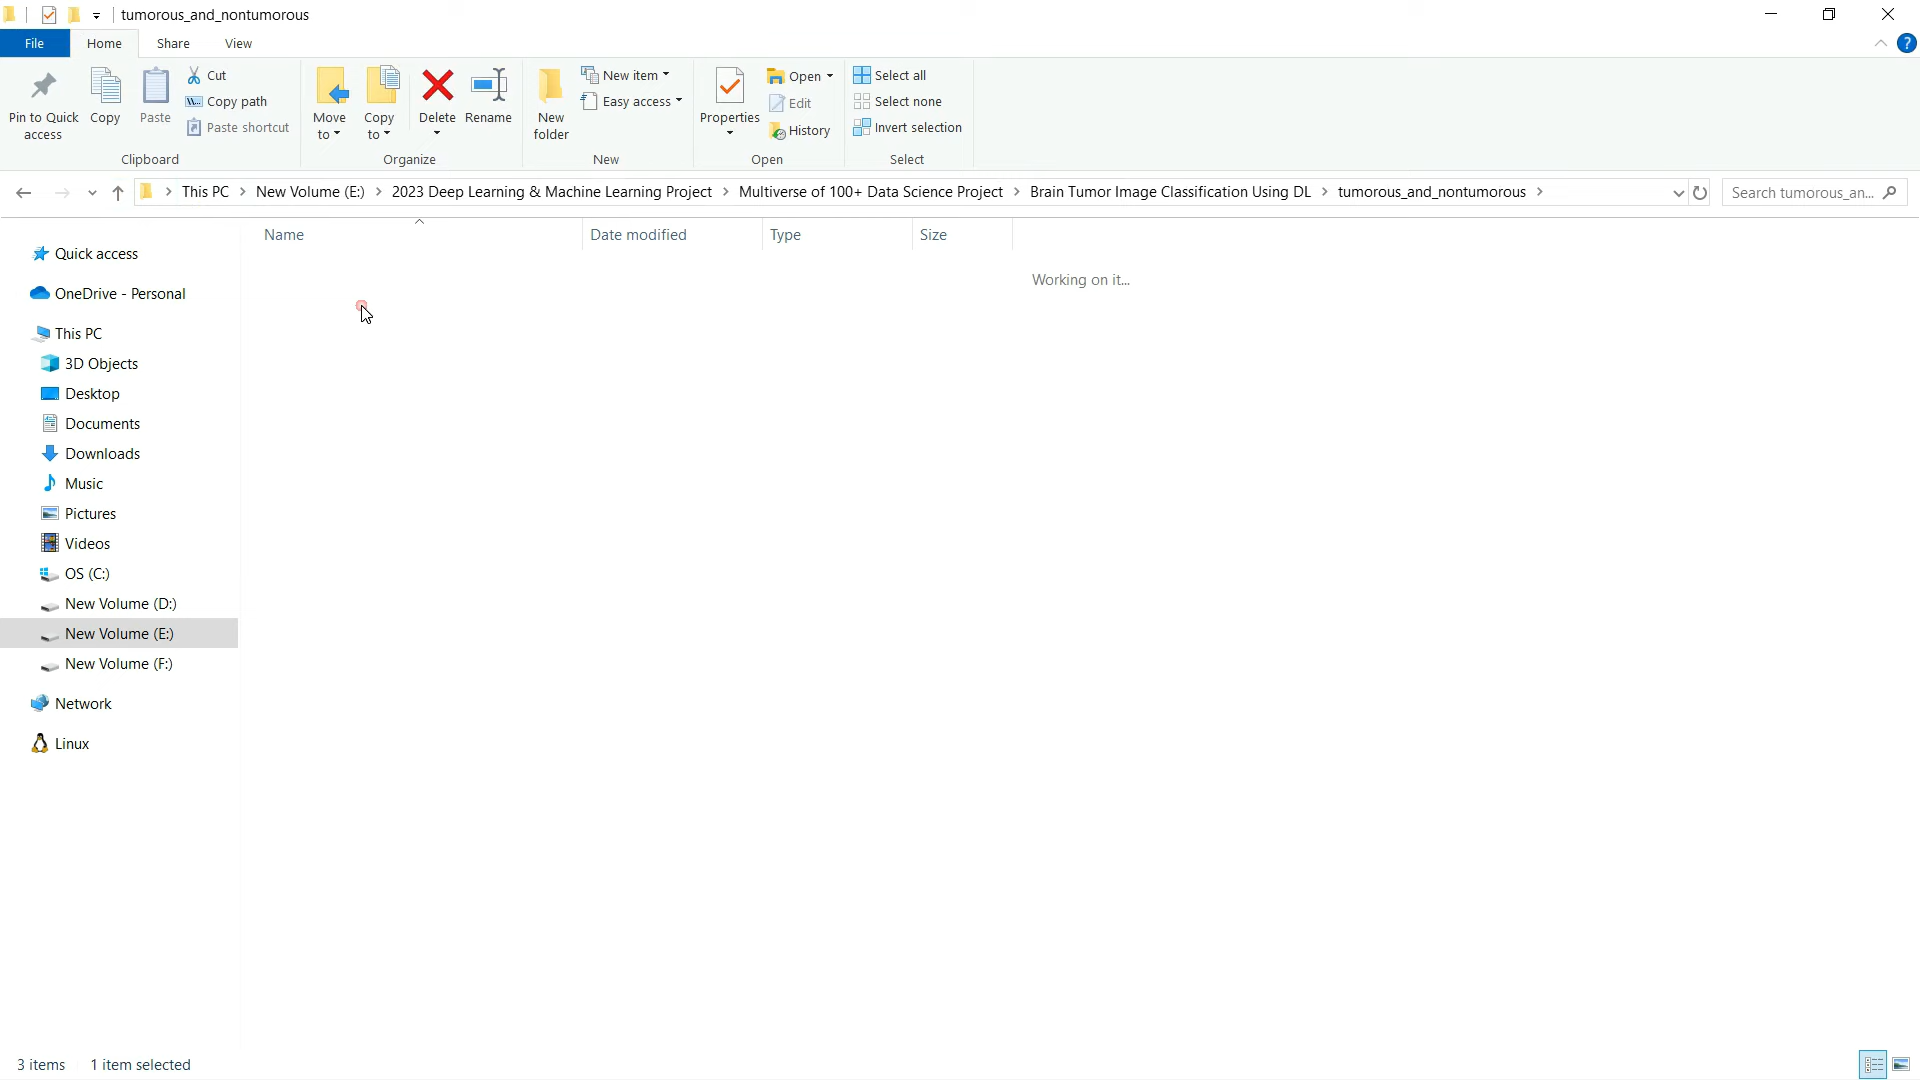 tumorous_and_nontumorous
File Home Share View
Pin to Quick access
Copy
Paste
Cut
Copy path
Paste shortcut
Clipboard
Move to
Copy to
Delete
Rename
Organize
New folder
New item
Easy access
New
Properties
Open
Edit
History
Open
Select all
Select none
Invert selection
Select
This PC > New Volume (E:) > 2023 Deep Learning & Machine Learning Project > Multiverse of 100+ Data Science Project > Brain Tumor Image Classification Using DL > tumorous_and_nontumorous >
Search tumorous_an...
Name Date modified Type Size
Working on it...
Quick access
OneDrive - Personal
This PC
3D Objects
Desktop
Documents
Downloads
Music
Pictures
Videos
OS (C:)
New Volume (D:)
New Volume (E:)
New Volume (F:)
Network
Linux
3 items 1 item selected